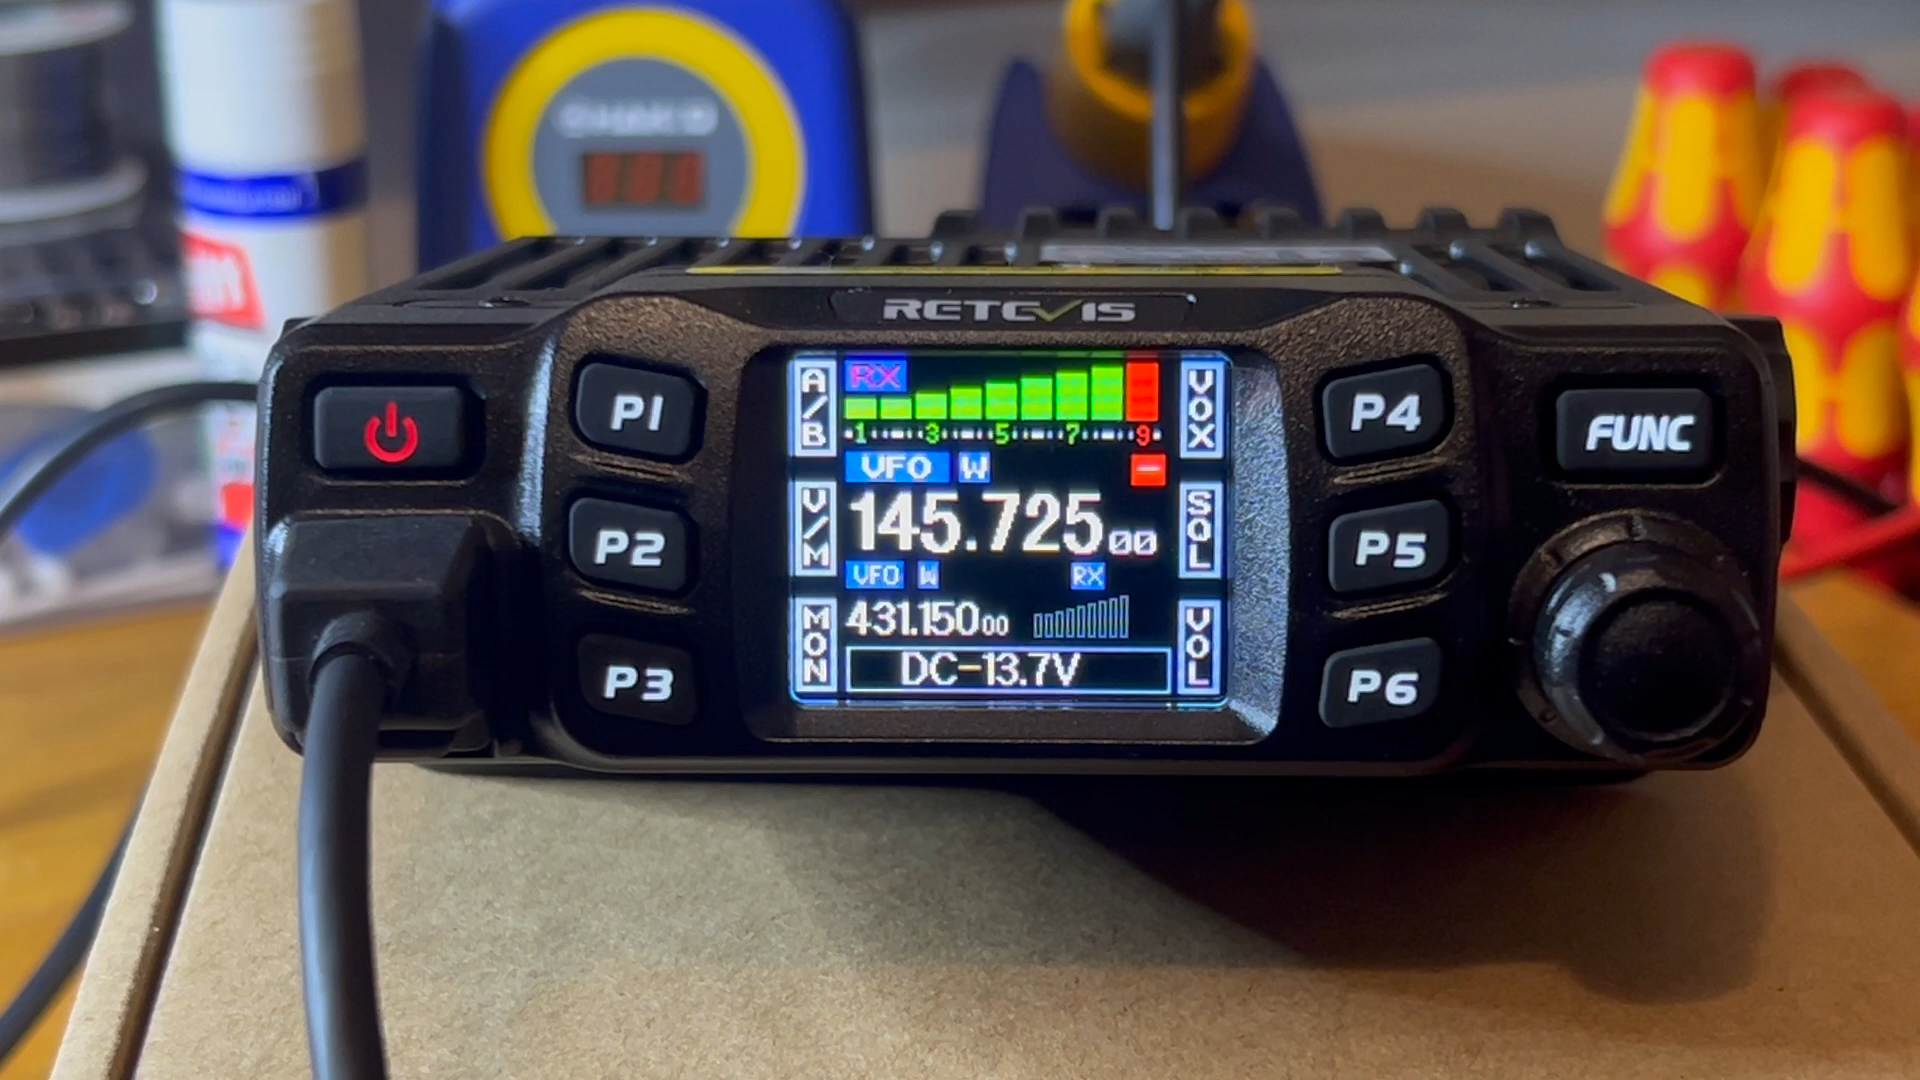 HAKKO
RETEVIS
P1
P2
P3
A/B
V/M
MON
RX
1 3 5 7 9
VFO W −
145.72500
VFO W RX
431.15000
DC-13.7V
VOX
SQL
VOL
P4
P5
P6
FUNC